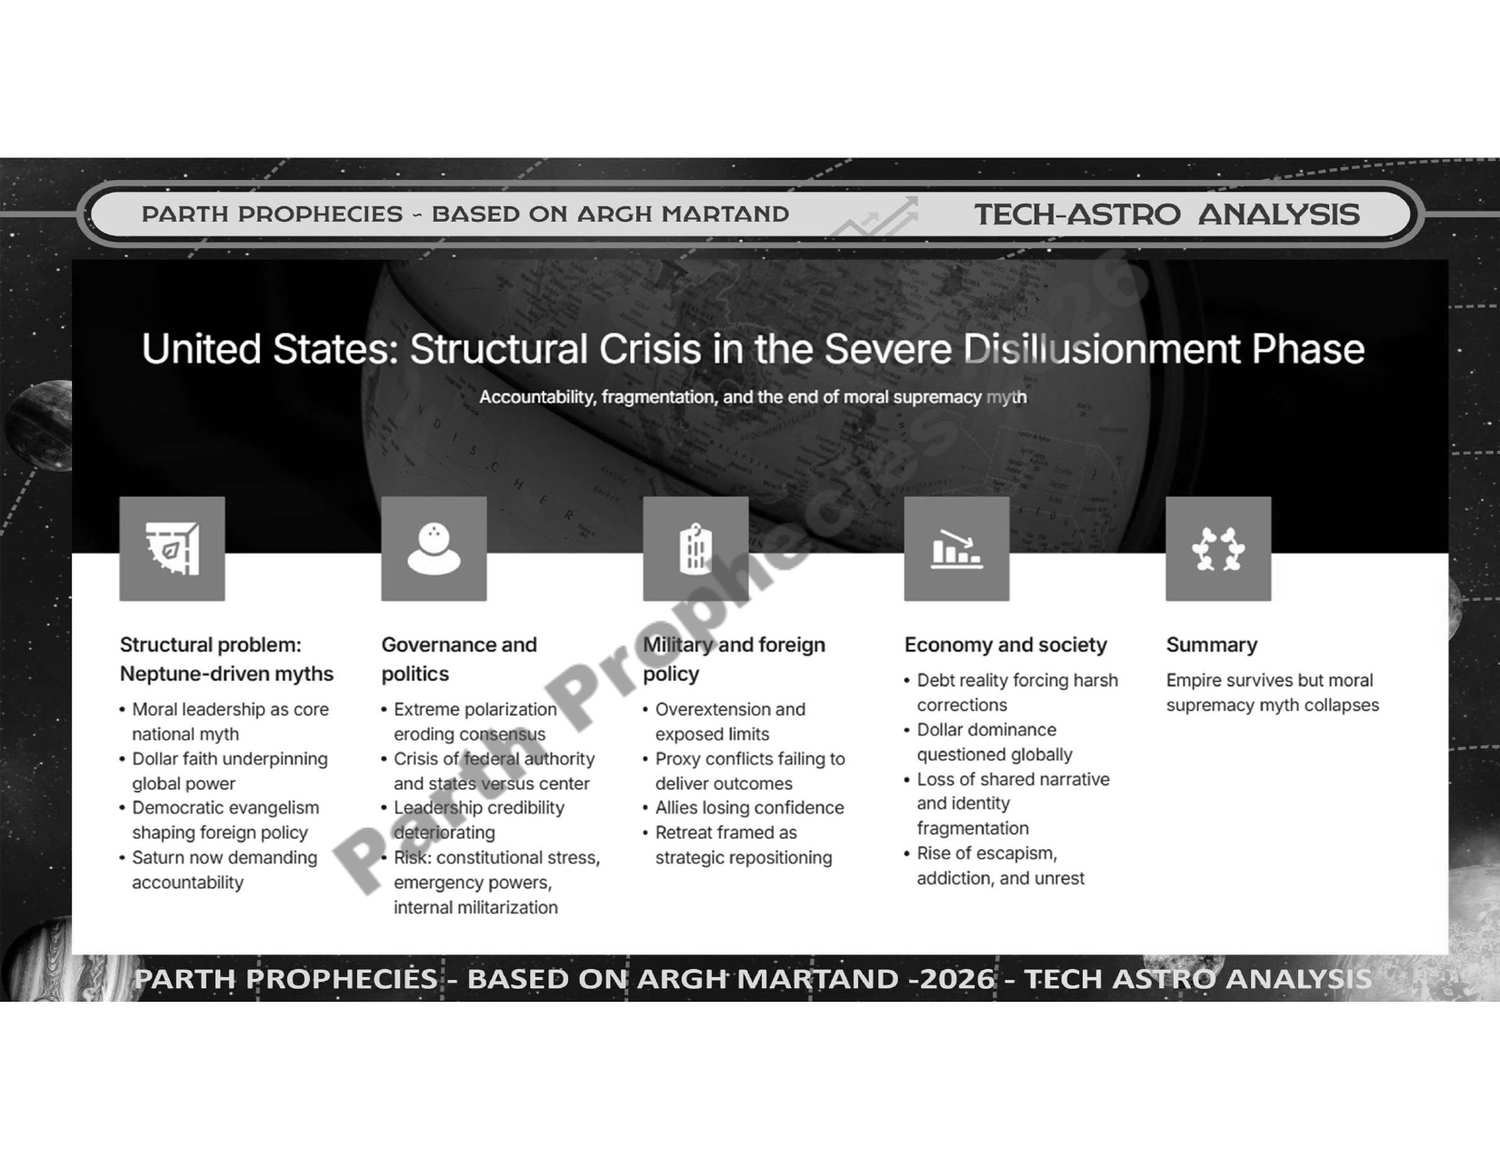 PARTH PROPHECIES ~ BASED ON ARGH MARTAND
TECH-ASTRO ANALYSIS
United States: Structural Crisis in the Severe Disillusionment Phase
Accountability, fragmentation, and the end of moral supremacy myth
Structural problem:
Neptune-driven myths
• Moral leadership as core
national myth
• Dollar faith underpinning
global power
• Democratic evangelism
shaping foreign policy
• Saturn now demanding
accountability
Governance and
politics
• Extreme polarization
eroding consensus
• Crisis of federal authority
and states versus center
• Leadership credibility
deteriorating
• Risk: constitutional stress,
emergency powers,
internal militarization
Military and foreign
policy
• Overextension and
exposed limits
• Proxy conflicts failing to
deliver outcomes
• Allies losing confidence
• Retreat framed as
strategic repositioning
Economy and society
• Debt reality forcing harsh
corrections
• Dollar dominance
questioned globally
• Loss of shared narrative
and identity
fragmentation
• Rise of escapism,
addiction, and unrest
Summary
Empire survives but moral
supremacy myth collapses
Parth Prophecies 26
PARTH PROPHECIES - BASED ON ARGH MARTAND -2026 - TECH ASTRO ANALYSIS